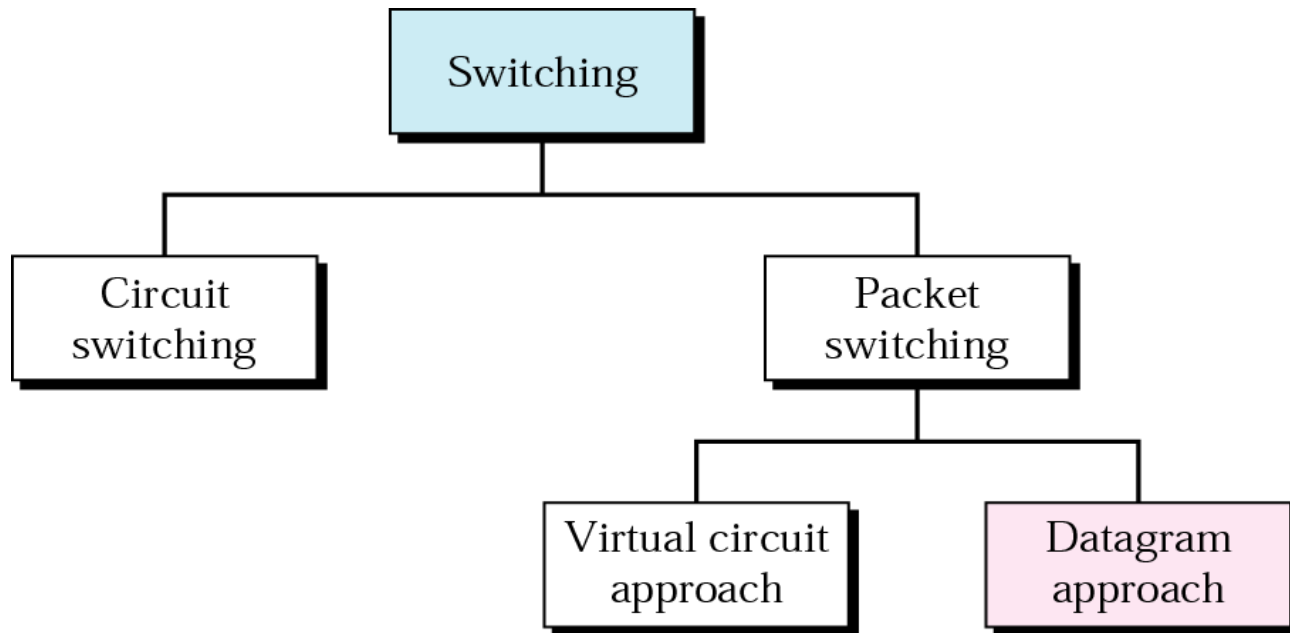 Switching
Circuit
switching
Packet
switching
Virtual circuit
approach
Datagram
approach